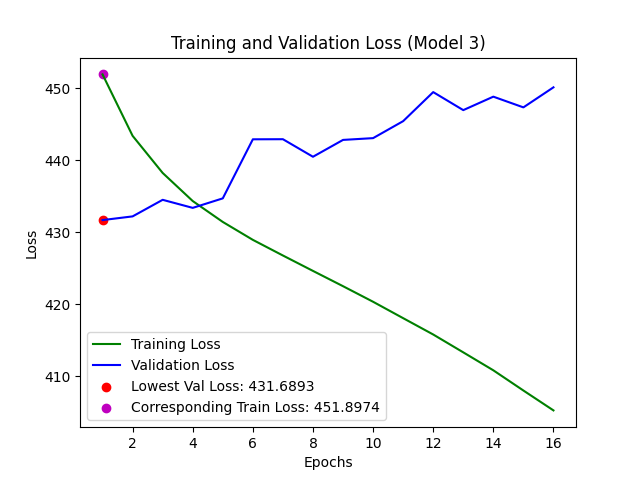 Training and Validation Loss (Model 3)
Loss
450
440
430
420
410
Training Loss
Validation Loss
Lowest Val Loss: 431.6893
Corresponding Train Loss: 451.8974
2 4 6 8 10 12 14 16
Epochs